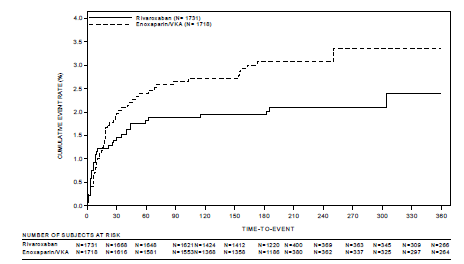 Rivaroxaban (N= 1731)
Enoxaparin/VKA (N= 1718)
CUMULATIVE EVENT RATE (%)
4.0
3.5
3.0
2.5
2.0
1.5
1.0
0.5
0.0
0 30 60 90 120 150 180 210 240 270 300 330 360
TIME-TO-EVENT
NUMBER OF SUBJECTS AT RISK
Rivaroxaban N=1731 N=1668 N=1648 N=1621 N=1424 N=1412 N=1220 N=400 N=369 N=363 N=345 N=309 N=266
Enoxaparin/VKA N=1718 N=1616 N=1581 N=1553 N=1368 N=1358 N=1186 N=380 N=362 N=337 N=325 N=297 N=264